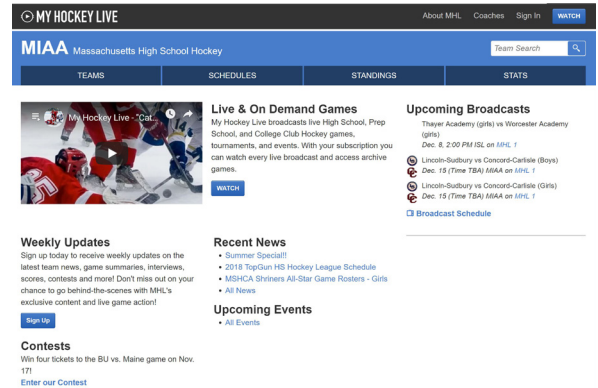 MY HOCKEY LIVE
About MHL Coaches Sign In WATCH
MIAA Massachusetts High School Hockey
Team Search
TEAMS SCHEDULES STANDINGS STATS
My Hockey Live - "Cat...
Live & On Demand Games
My Hockey Live broadcasts live High School, Prep
School, and College Club Hockey games,
tournaments, and events. With your subscription you
can watch every live broadcast and access archive
games.
WATCH
Upcoming Broadcasts
Thayer Academy (girls) vs Worcester Academy
(girls)
Dec. 8, 2:00 PM ISL on MHL 1
Lincoln-Sudbury vs Concord-Carlisle (Boys)
Dec. 15 (Time TBA) MIAA on MHL 1
Lincoln-Sudbury vs Concord-Carlisle (Girls)
Dec. 15 (Time TBA) MIAA on MHL 1
Broadcast Schedule
Weekly Updates
Sign up today to receive weekly updates on the
latest team news, game summaries, interviews,
scores, contests and more! Don't miss out on your
chance to go behind-the-scenes with MHL's
exclusive content and live game action!
Sign Up
Recent News
Summer Special!!
2018 TopGun HS Hockey League Schedule
MSHCA Shriners All-Star Game Rosters - Girls
All News
Upcoming Events
All Events
Contests
Win four tickets to the BU vs. Maine game on Nov.
17!
Enter our Contest